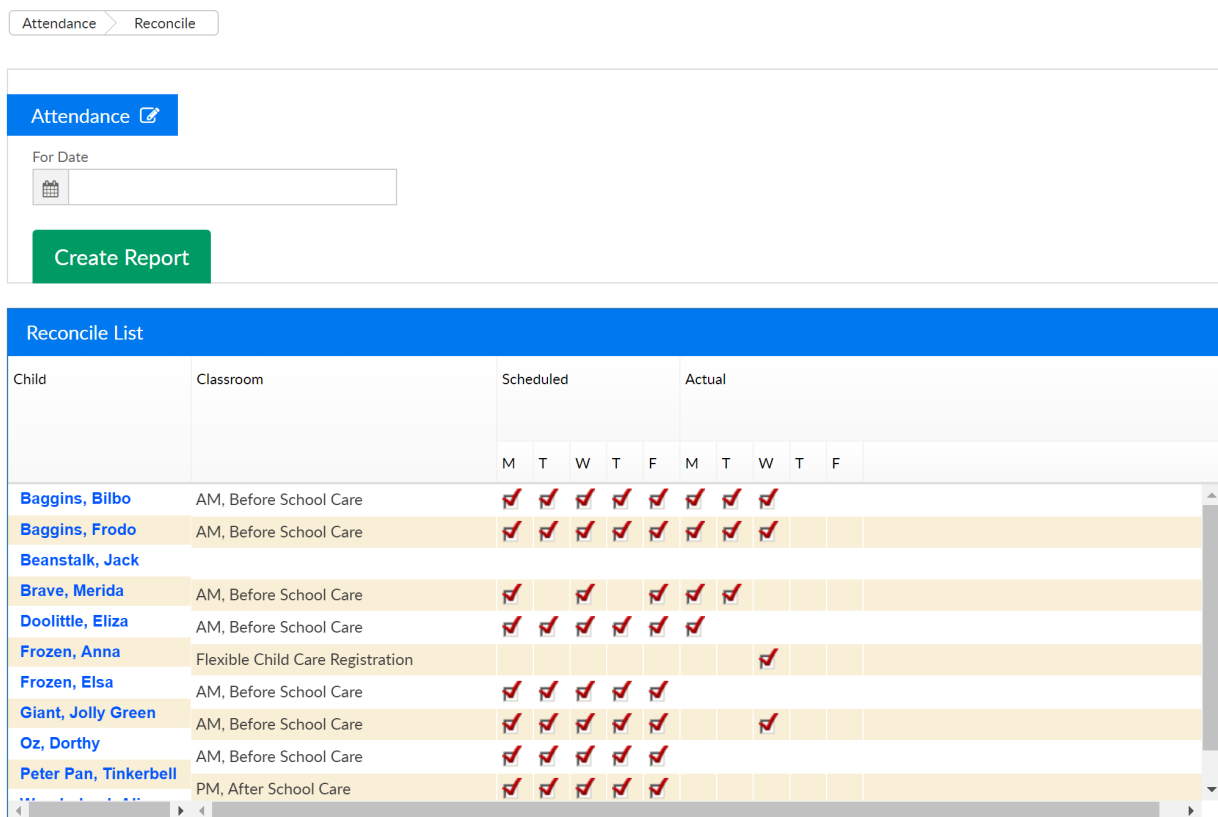 Attendance Reconcile
Attendance
For Date
Create Report
Reconcile List
Child Classroom Scheduled Actual
M T W T F M T W T F
Baggins, Bilbo AM, Before School Care
Baggins, Frodo AM, Before School Care
Beanstalk, Jack
Brave, Merida AM, Before School Care
Doolittle, Eliza AM, Before School Care
Frozen, Anna Flexible Child Care Registration
Frozen, Elsa AM, Before School Care
Giant, Jolly Green AM, Before School Care
Oz, Dorthy AM, Before School Care
Peter Pan, Tinkerbell PM, After School Care